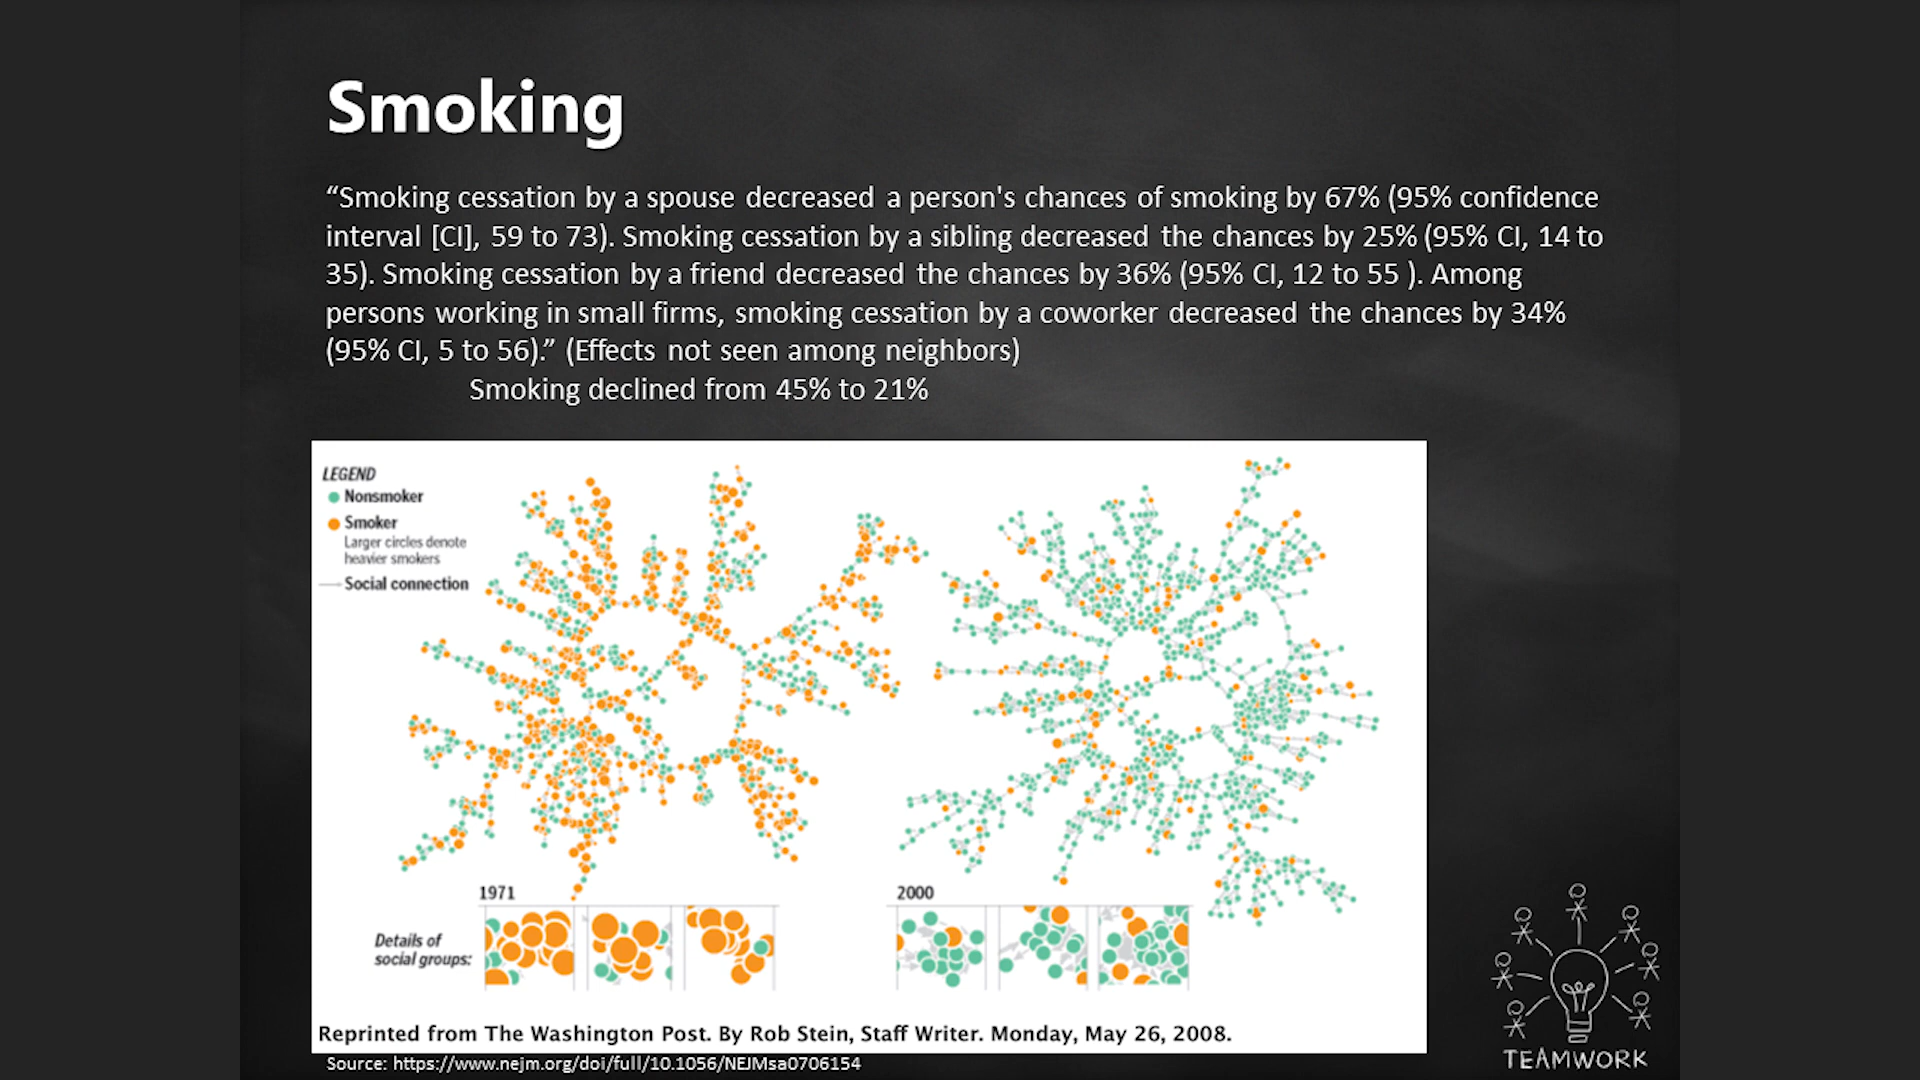 Smoking
“Smoking cessation by a spouse decreased a person's chances of smoking by 67% (95% confidence
interval [CI], 59 to 73). Smoking cessation by a sibling decreased the chances by 25% (95% CI, 14 to
35). Smoking cessation by a friend decreased the chances by 36% (95% CI, 12 to 55 ). Among
persons working in small firms, smoking cessation by a coworker decreased the chances by 34%
(95% CI, 5 to 56).” (Effects not seen among neighbors)
Smoking declined from 45% to 21%
LEGEND
Nonsmoker
Smoker
Larger circles denote
heavier smokers
Social connection
1971
2000
Details of
social groups:
Reprinted from The Washington Post. By Rob Stein, Staff Writer. Monday, May 26, 2008.
Source: https://www.nejm.org/doi/full/10.1056/NEJMsa0706154
TEAMWORK